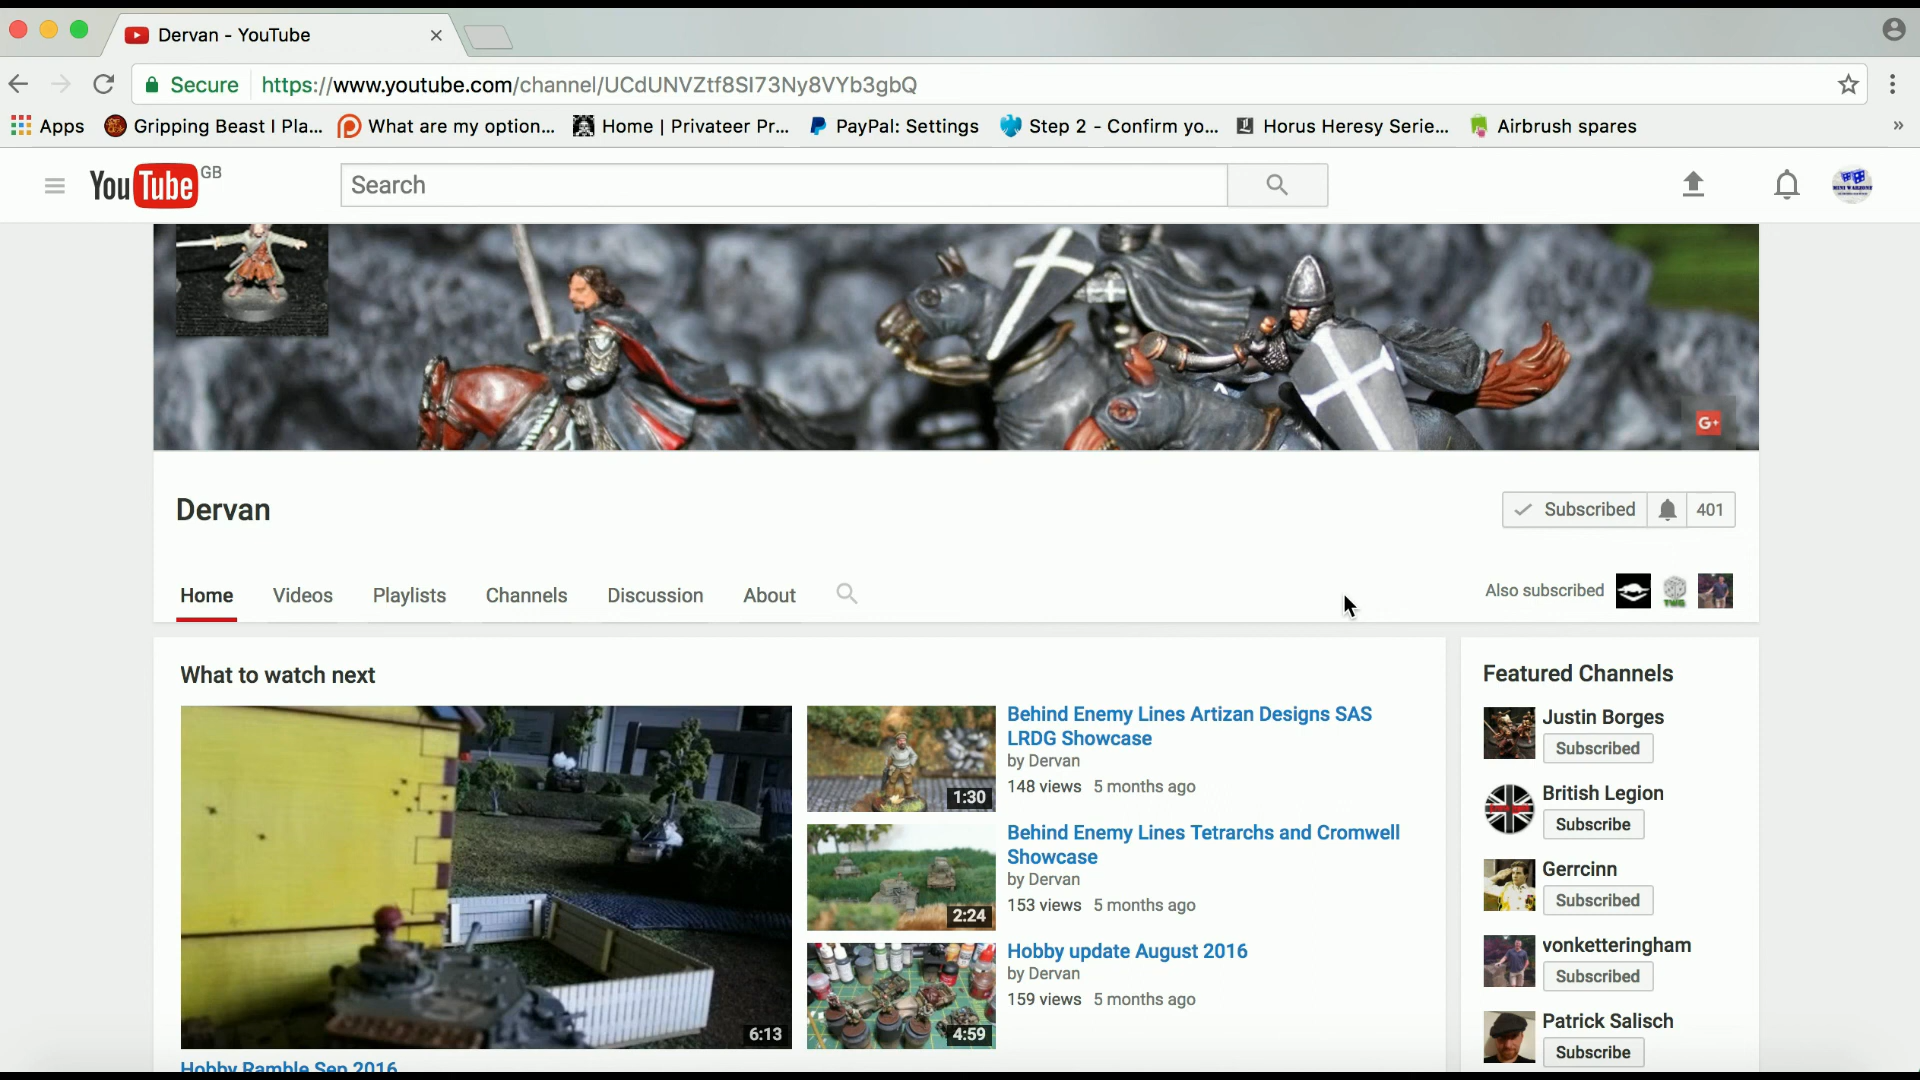 Dervan - YouTube
Secure https://www.youtube.com/channel/UCdUNVZtf8SI73Ny8VYb3gbQ
Apps Gripping Beast I Pla... What are my option... Home | Privateer Pr... PayPal: Settings Step 2 - Confirm yo... Horus Heresy Serie... Airbrush spares »
YouTube GB
Search
G+
Dervan
Subscribed 401
Home Videos Playlists Channels Discussion About
Also subscribed
TWG
What to watch next
6:13
Hobby Ramble Sep 2016
Behind Enemy Lines Artizan Designs SAS
LRDG Showcase
by Dervan
148 views 5 months ago
1:30
Behind Enemy Lines Tetrarchs and Cromwell
Showcase
by Dervan
153 views 5 months ago
2:24
Hobby update August 2016
by Dervan
159 views 5 months ago
4:59
Featured Channels
Justin Borges
Subscribed
British Legion
Subscribe
Gerrcinn
Subscribed
vonketteringham
Subscribed
Patrick Salisch
Subscribe